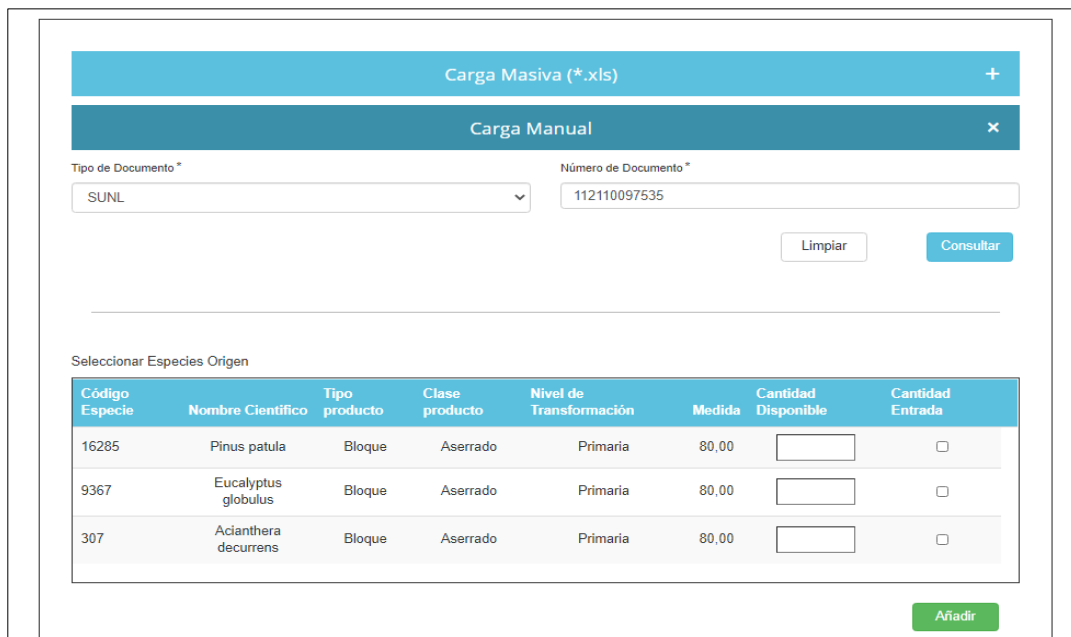 Carga Masiva (*.xls) +
Carga Manual ×
Tipo de Documento * Número de Documento *
SUNL 112110097535
Limpiar Consultar
Seleccionar Especies Origen
Código Especie Nombre Cientifico Tipo producto Clase producto Nivel de Transformación Medida Cantidad Disponible Cantidad Entrada
16285 Pinus patula Bloque Aserrado Primaria 80,00
9367 Eucalyptus globulus Bloque Aserrado Primaria 80,00
307 Acianthera decurrens Bloque Aserrado Primaria 80,00
Añadir